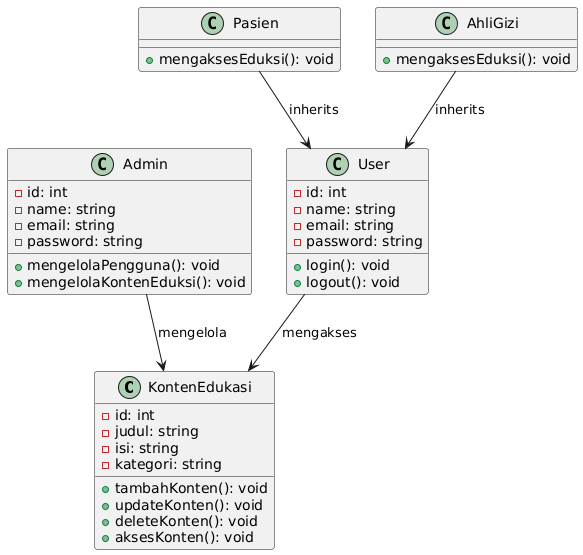 C Pasien
mengaksesEduksi(): void
C AhliGizi
mengaksesEduksi(): void
inherits
inherits
C Admin
id: int
name: string
email: string
password: string
mengelolaPengguna(): void
mengelolaKontenEduksi(): void
C User
id: int
name: string
email: string
password: string
login(): void
logout(): void
mengelola
mengakses
C KontenEdukasi
id: int
judul: string
isi: string
kategori: string
tambahKonten(): void
updateKonten(): void
deleteKonten(): void
aksesKonten(): void